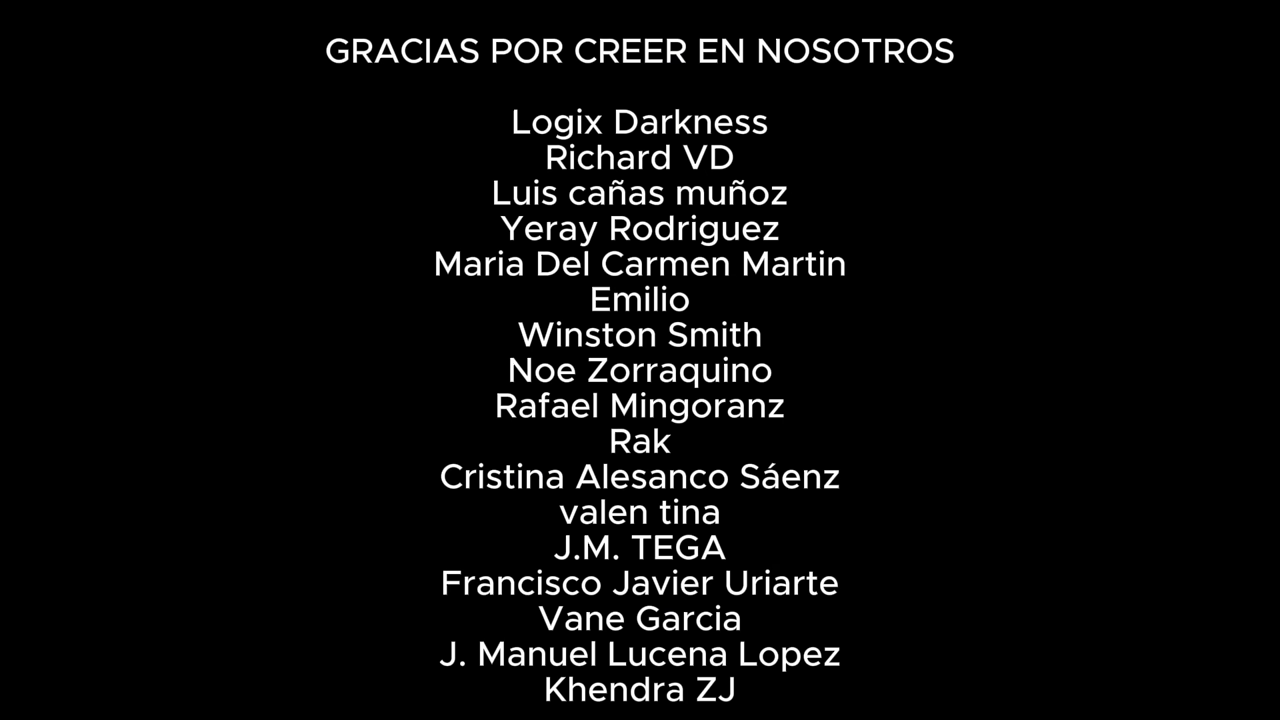 GRACIAS POR CREER EN NOSOTROS
Logix Darkness
Richard VD
Luis cañas muñoz
Yeray Rodriguez
Maria Del Carmen Martin
Emilio
Winston Smith
Noe Zorraquino
Rafael Mingoranz
Rak
Cristina Alesanco Sáenz
valen tina
J.M. TEGA
Francisco Javier Uriarte
Vane Garcia
J. Manuel Lucena Lopez
Khendra ZJ